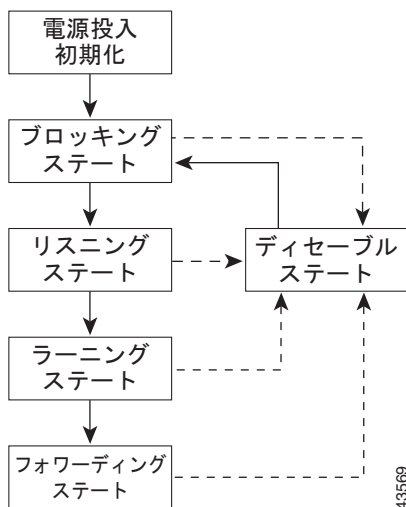 電源投入
初期化
ブロッキング
ステート
リスニング
ステート
ディセーブル
ステート
ラーニング
ステート
フォワーディング
ステート
43569